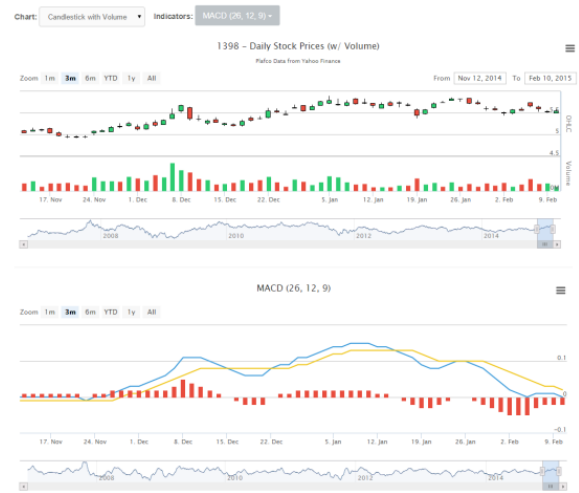 Chart: Candlestick with Volume Indicators: MACD (26, 12, 9)
1398 - Daily Stock Prices (w/ Volume)
Plafco Data from Yahoo Finance
Zoom 1m 3m 6m YTD 1y All From Nov 12, 2014 To Feb 10, 2015
5.5
5
4.5
OHLC
Volume
0M
17. Nov 24. Nov 1. Dec 8. Dec 15. Dec 22. Dec 5. Jan 12. Jan 19. Jan 26. Jan 2. Feb 9. Feb
2008 2010 2012 2014
MACD (26, 12, 9)
Zoom 1m 3m 6m YTD 1y All
0.1
0
-0.1
17. Nov 24. Nov 1. Dec 8. Dec 15. Dec 22. Dec 5. Jan 12. Jan 19. Jan 26. Jan 2. Feb 9. Feb
2008 2010 2012 2014